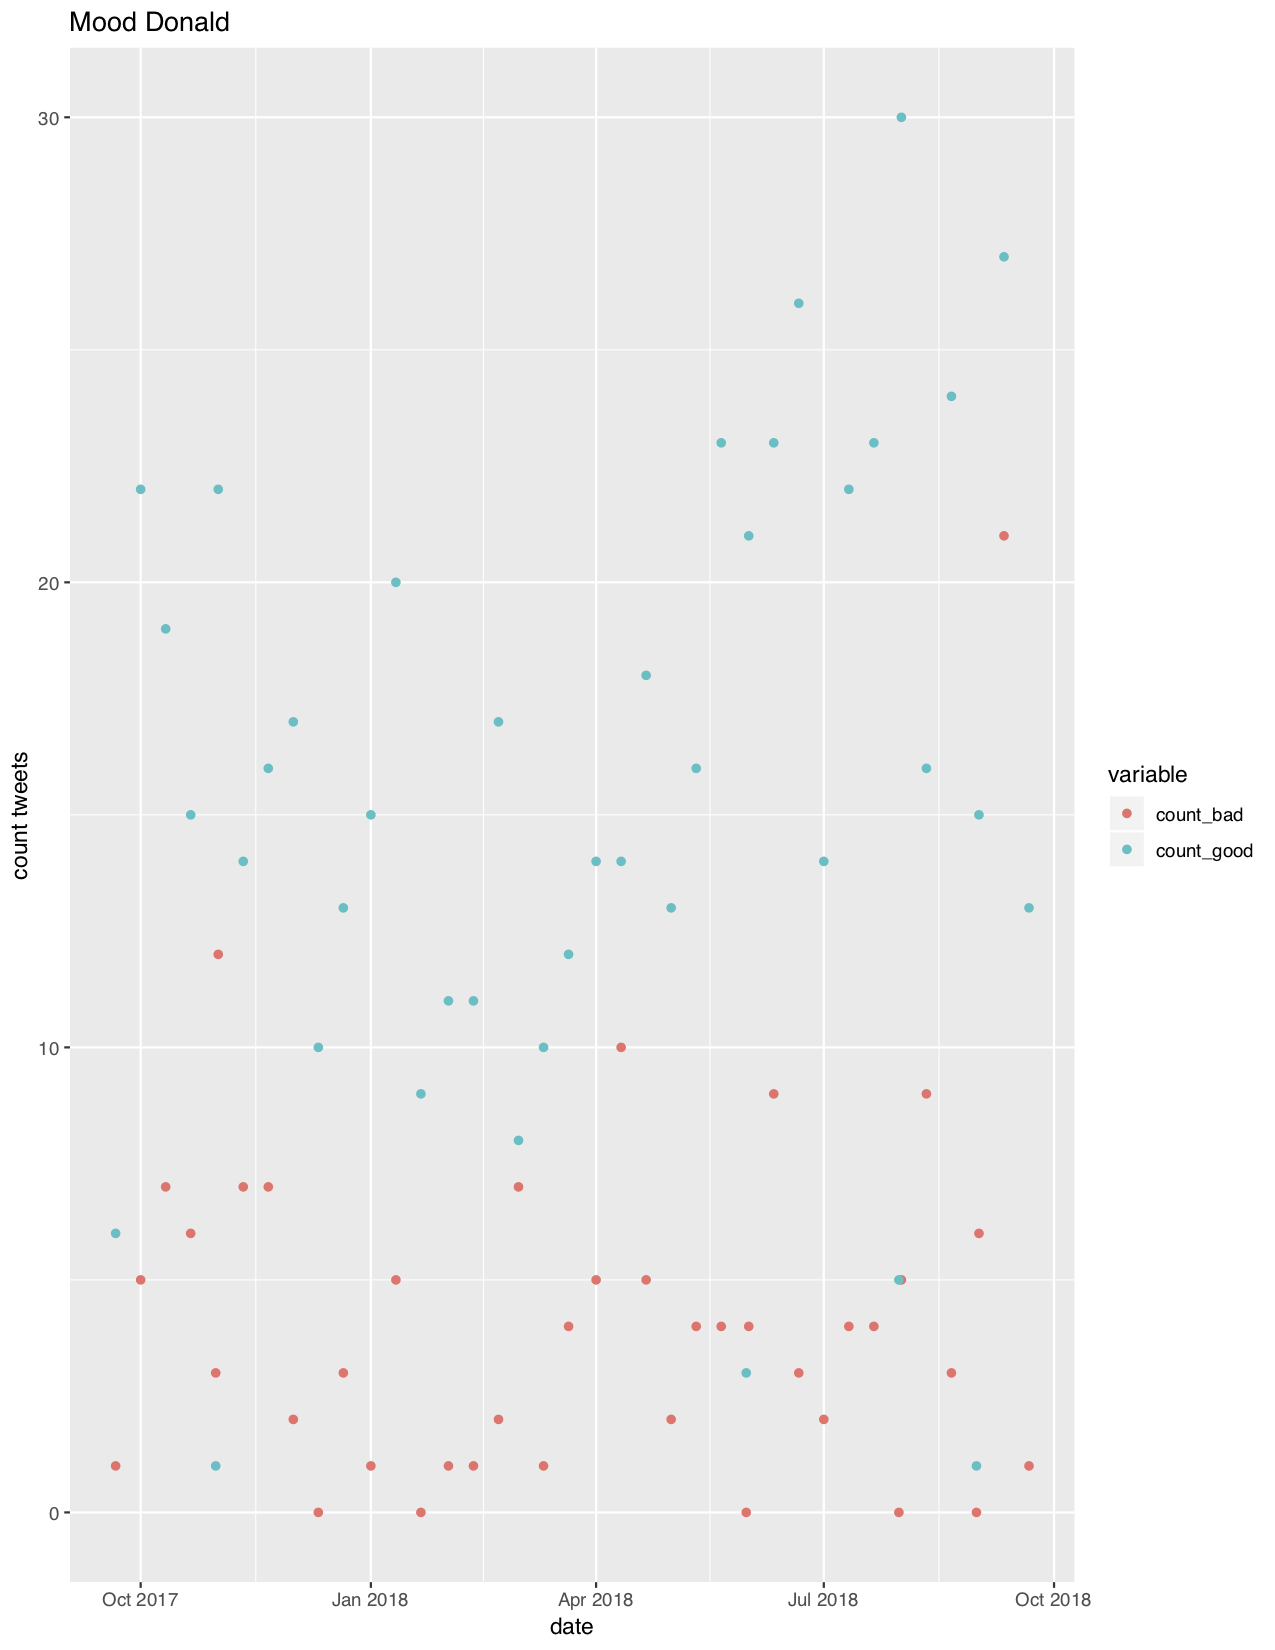 Mood Donald
30
20
10
0
count tweets
Oct 2017 Jan 2018 Apr 2018 Jul 2018 Oct 2018
date
variable
count_bad
count_good